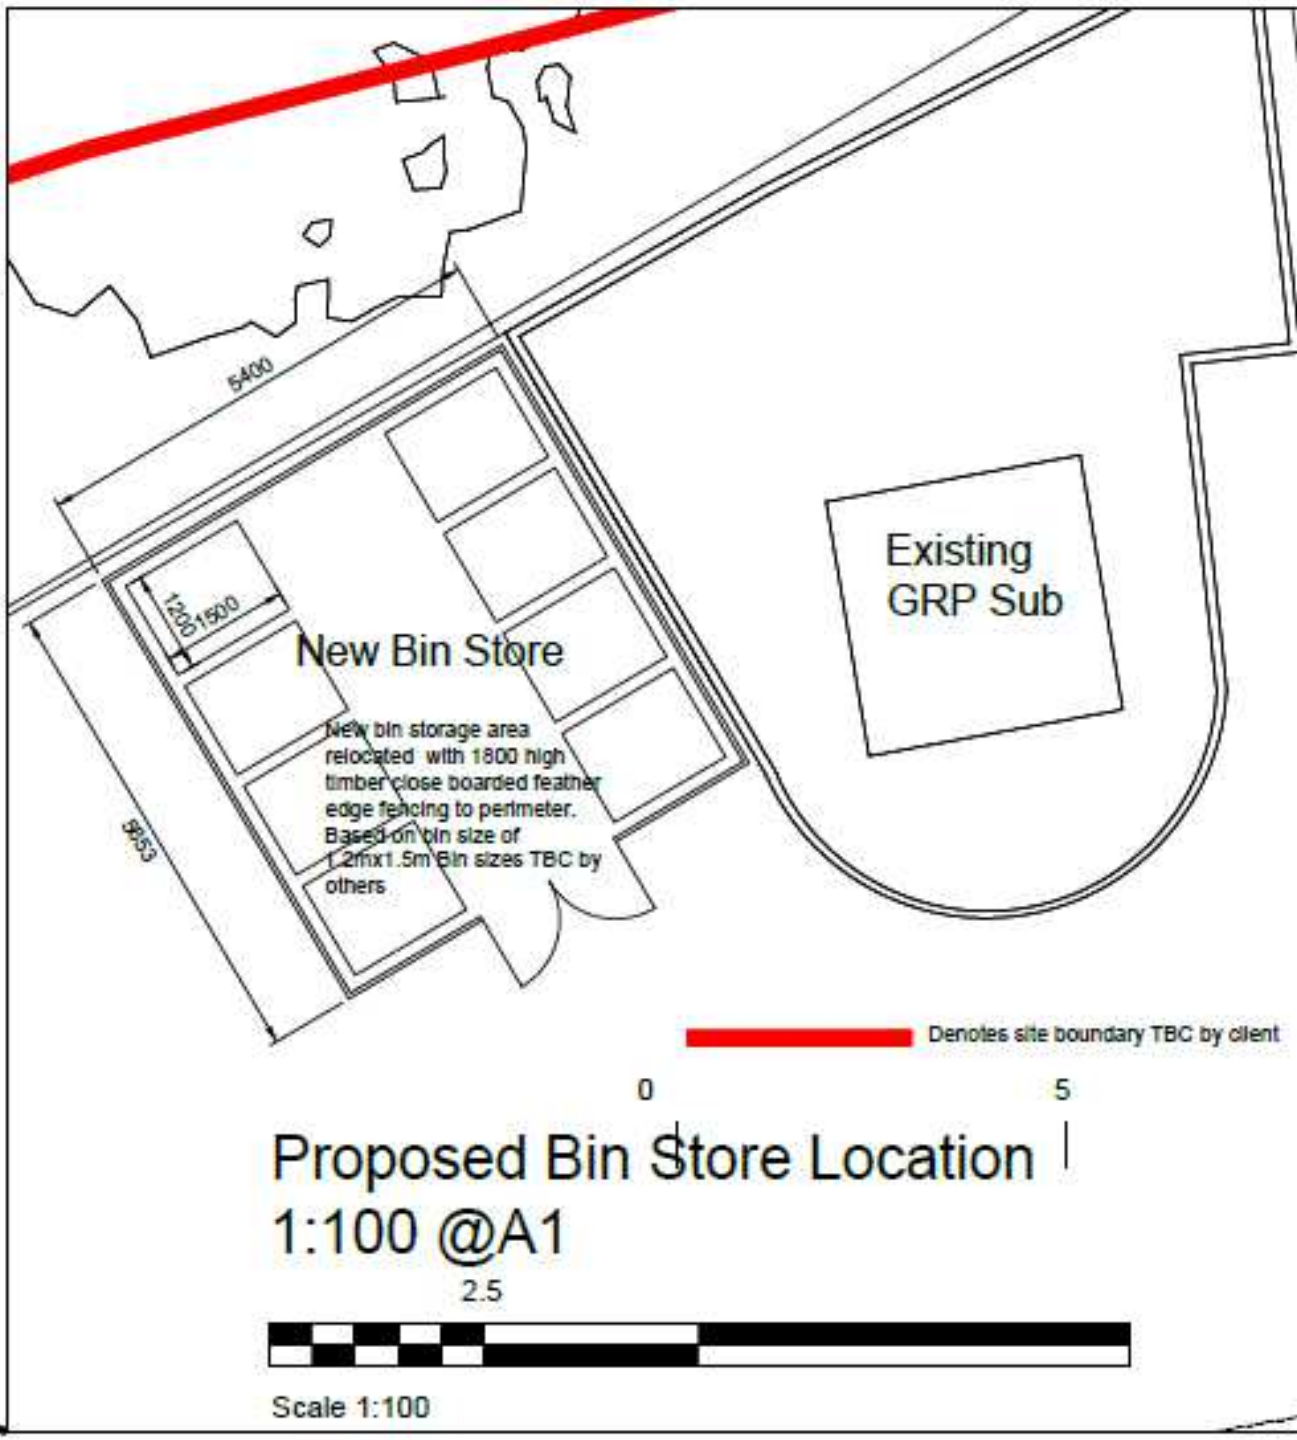 5400
Existing
GRP Sub
1200
1500
New Bin Store
New bin storage area
relocated with 1800 high
timber close boarded feather
edge fencing to perimeter.
Based on bin size of
1.2mx1.5m Bin sizes TBC by
others
5653
Denotes site boundary TBC by client
0 5
Proposed Bin Store Location
1:100 @A1
2.5
Scale 1:100